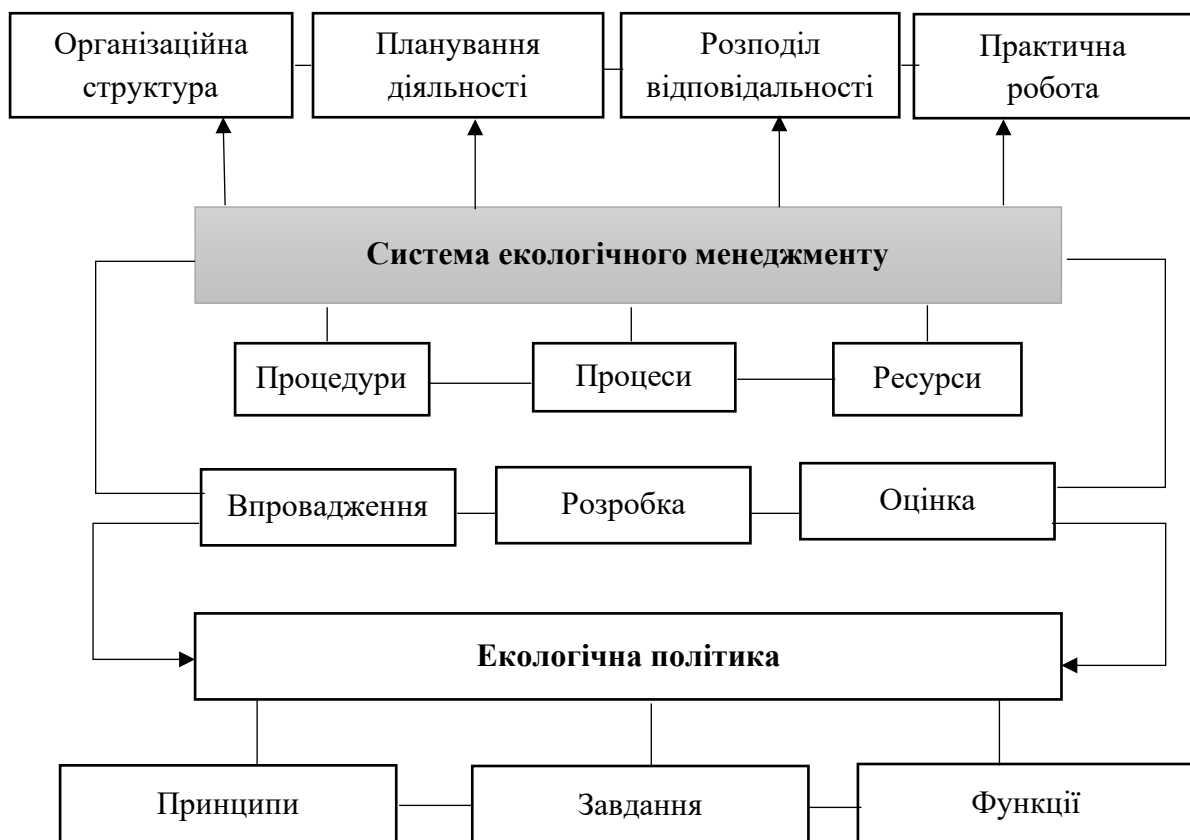 Організаційна
структура
Планування
діяльності
Розподіл
відповідальності
Практична
робота
Система екологічного менеджменту
Процедури
Процеси
Ресурси
Впровадження
Розробка
Оцінка
Екологічна політика
Принципи
Завдання
Функції